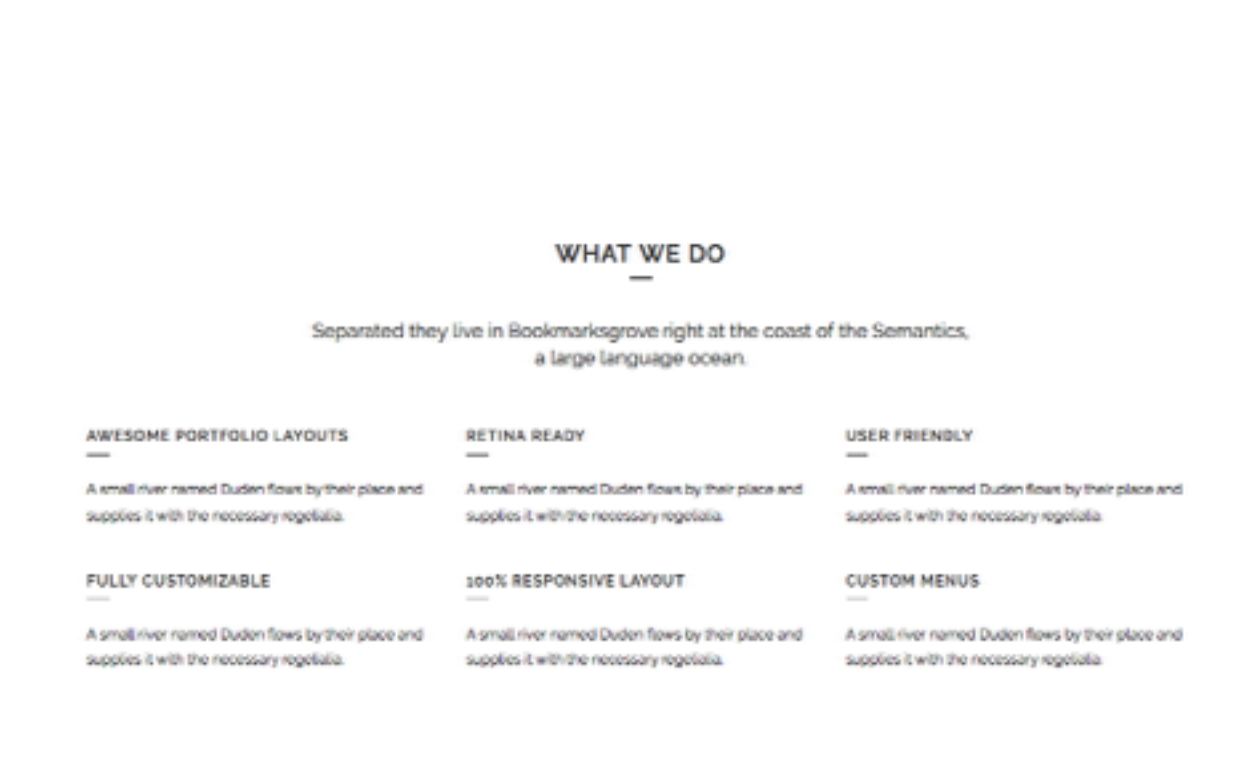 WHAT WE DO
Separated they live in Bookmarksgrove right at the coast of the Semantics,
a large language ocean.
AWESOME PORTFOLIO LAYOUTS
A small river named Duden flows by their place and
supplies it with the necessary regelialia.
RETINA READY
A small river named Duden flows by their place and
supplies it with the necessary regelialia.
USER FRIENDLY
A small river named Duden flows by their place and
supplies it with the necessary regelialia.
FULLY CUSTOMIZABLE
A small river named Duden flows by their place and
supplies it with the necessary regelialia.
100% RESPONSIVE LAYOUT
A small river named Duden flows by their place and
supplies it with the necessary regelialia.
CUSTOM MENUS
A small river named Duden flows by their place and
supplies it with the necessary regelialia.